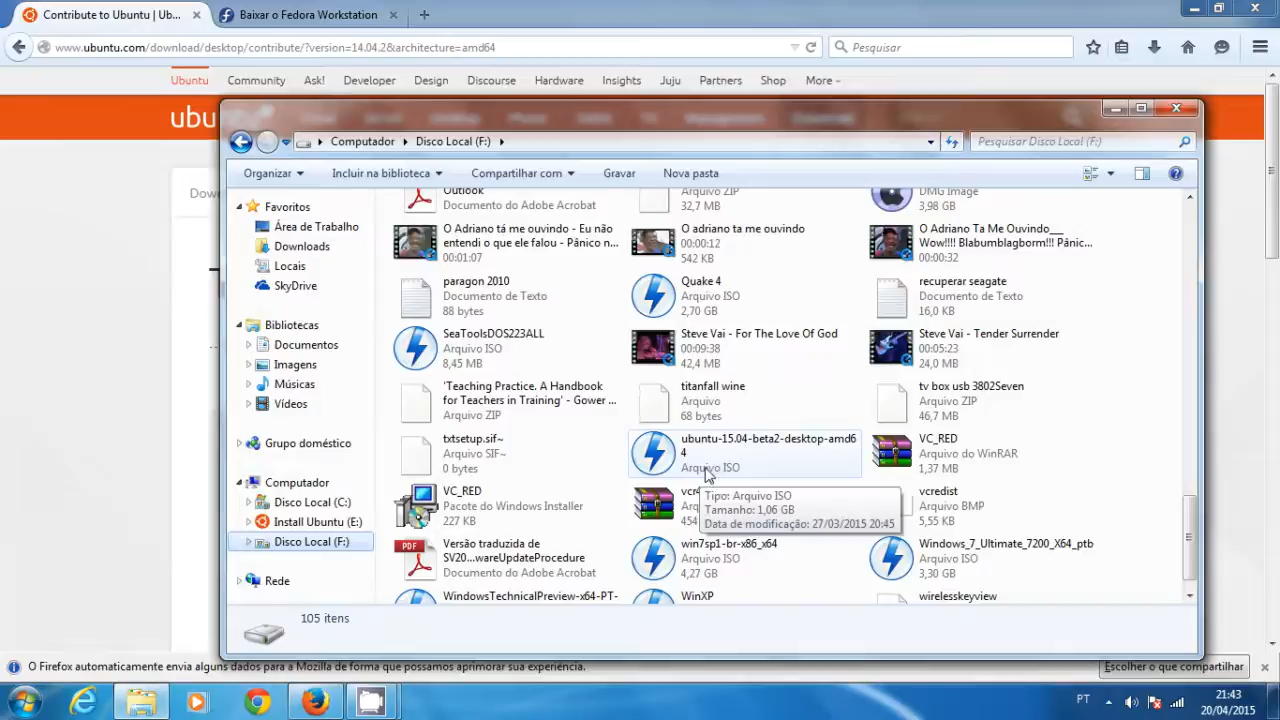 Contribute to Ubuntu | Ub...
Baixar o Fedora Workstation
www.ubuntu.com/download/desktop/contribute/?version=14.04.2&architecture=amd64
Pesquisar
Ubuntu
Community
Ask!
Developer
Design
Discourse
Hardware
Insights
Juju
Partners
Shop
More
ubu
Dow
Computador
Disco Local (F:)
Pesquisar Disco Local (F:)
Organizar
Incluir na biblioteca
Compartilhar com
Gravar
Nova pasta
Favoritos
Área de Trabalho
Downloads
Locais
SkyDrive
Bibliotecas
Documentos
Imagens
Músicas
Vídeos
Grupo doméstico
Computador
Disco Local (C:)
Install Ubuntu (E:)
Disco Local (F:)
Rede
Outlook
Documento do Adobe Acrobat
Arquivo ZIP
32,7 MB
DMG Image
3,98 GB
O Adriano tá me ouvindo - Eu não
entendi o que ele falou - Pânico n...
00:01:07
O adriano ta me ouvindo
00:00:12
542 KB
O Adriano Ta Me Ouvindo___
Wow!!! Blabumblagborm!!! Pânic...
00:00:32
paragon 2010
Documento de Texto
88 bytes
Quake 4
Arquivo ISO
2,70 GB
recuperar seagate
Documento de Texto
16,0 KB
SeaToolsDOS223ALL
Arquivo ISO
8,45 MB
Steve Vai - For The Love Of God
00:09:38
42,4 MB
Steve Vai - Tender Surrender
00:05:23
24,0 MB
'Teaching Practice. A Handbook
for Teachers in Training' - Gower ...
Arquivo ZIP
titanfall wine
Arquivo
68 bytes
tv box usb 3802Seven
Arquivo ZIP
46,7 MB
txtsetup.sif~
Arquivo SIF~
0 bytes
ubuntu-15.04-beta2-desktop-amd6
4
Arquivo ISO
VC_RED
Arquivo do WinRAR
1,37 MB
VC_RED
Pacote do Windows Installer
227 KB
454
Tipo: Arquivo ISO
Tamanho: 1,06 GB
Data de modificação: 27/03/2015 20:45
vcredist
Arquivo BMP
5,55 KB
PDF
Versão traduzida de
SV20...wareUpdateProcedure
Documento do Adobe Acrobat
win7sp1-br-x86_x64
Arquivo ISO
4,27 GB
Windows_7_Ultimate_7200_X64_ptb
Arquivo ISO
3,30 GB
WindowsTechnicalPreview-x64-PT-
WinXP
wirelesskeyview
105 itens
O Firefox automaticamente envia alguns dados para a Mozilla de forma que possamos aprimorar sua experiência.
Escolher o que compartilhar
PT
21:43
20/04/2015